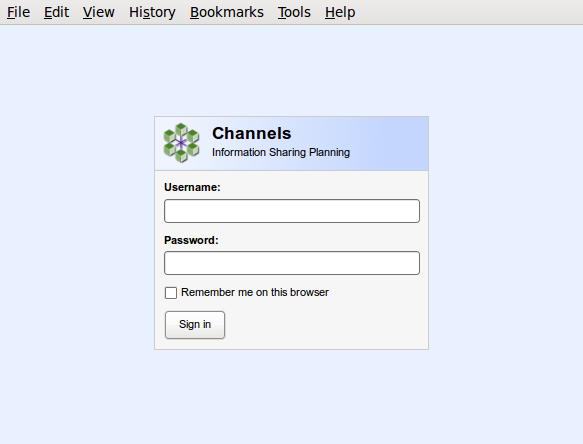 File Edit View History Bookmarks Tools Help
Channels
Information Sharing Planning
Username:
Password:
Remember me on this browser
Sign in